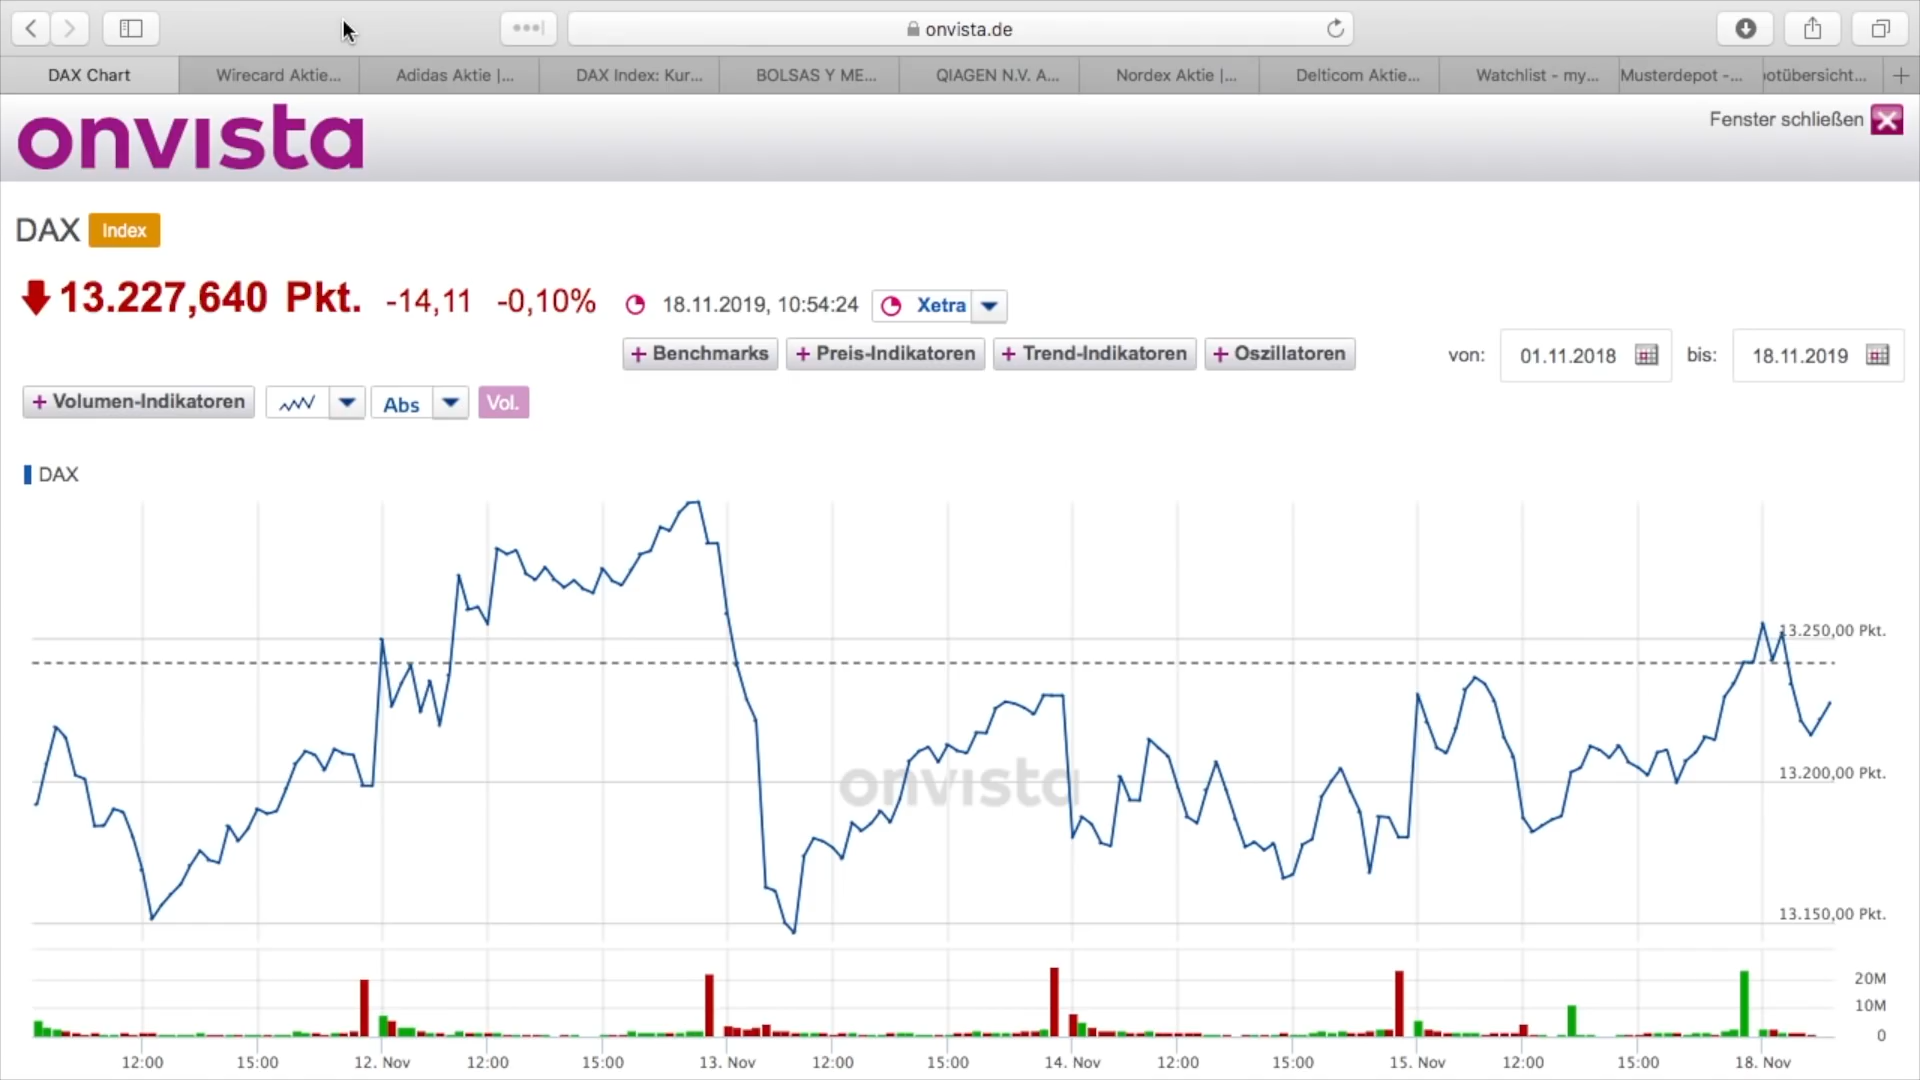 onvista.de
DAX Chart
Wirecard Aktie...
Adidas Aktie |...
DAX Index: Kur...
BOLSAS Y ME...
QIAGEN N.V. A...
Nordex Aktie |...
Delticom Aktie...
Watchlist - my...
Musterdepot -...
otübersicht...
onvista
Fenster schließen
DAX Index
13.227,640 Pkt. -14,11 -0,10% 18.11.2019, 10:54:24 Xetra
+ Benchmarks + Preis-Indikatoren + Trend-Indikatoren + Oszillatoren von: 01.11.2018 bis: 18.11.2019
+ Volumen-Indikatoren Abs Vol.
DAX
13.250,00 Pkt.
onvista
13.200,00 Pkt.
13.150,00 Pkt.
20M
10M
0
12:00 15:00 12. Nov 12:00 15:00 13. Nov 12:00 15:00 14. Nov 12:00 15:00 15. Nov 12:00 15:00 18. Nov